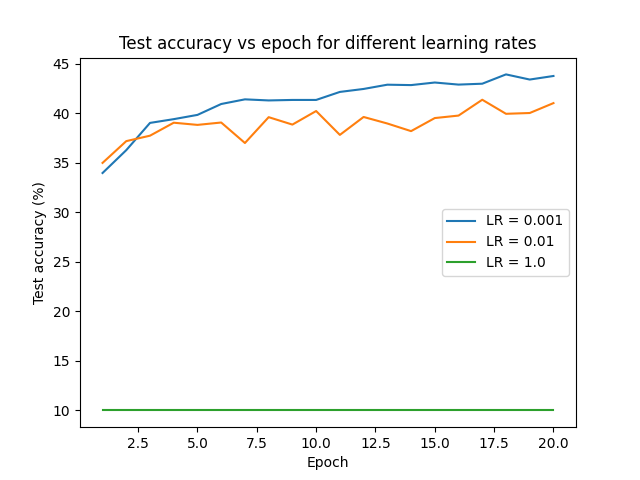 Test accuracy vs epoch for different learning rates
45
40
35
30
25
20
15
10
Test accuracy (%)
LR = 0.001
LR = 0.01
LR = 1.0
2.5 5.0 7.5 10.0 12.5 15.0 17.5 20.0
Epoch